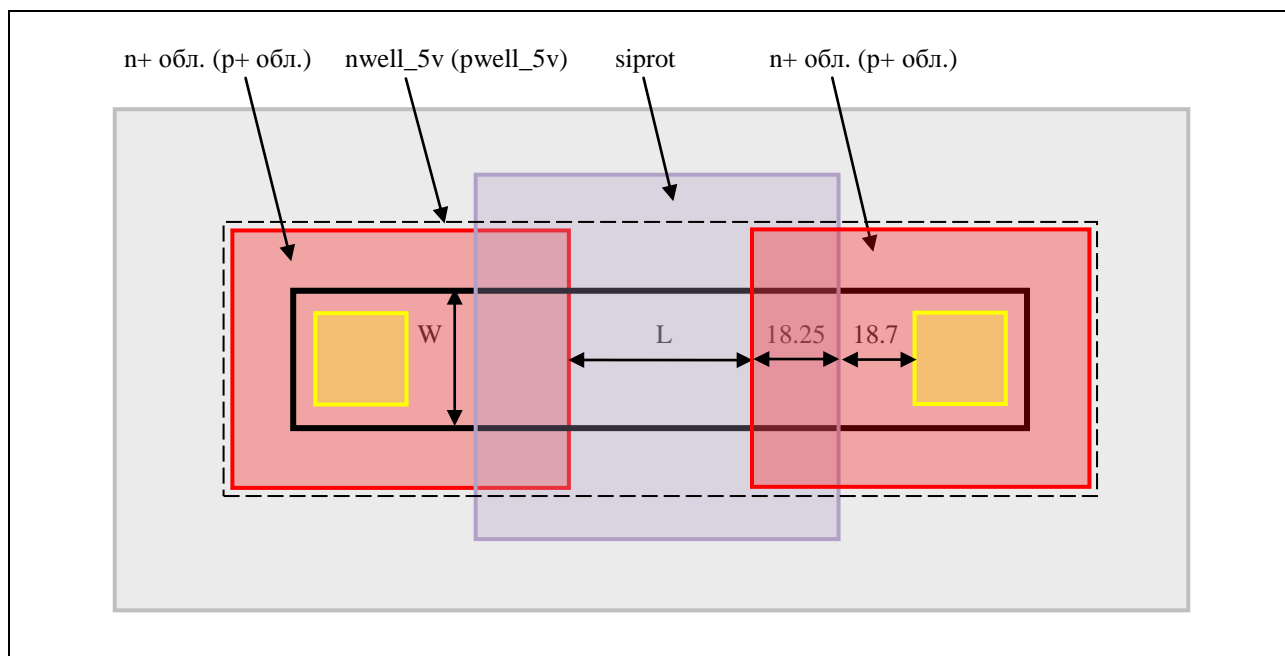 n+ обл. (p+ обл.) nwell_5v (pwell_5v) siprot n+ обл. (p+ обл.)
W L 18.25 18.7